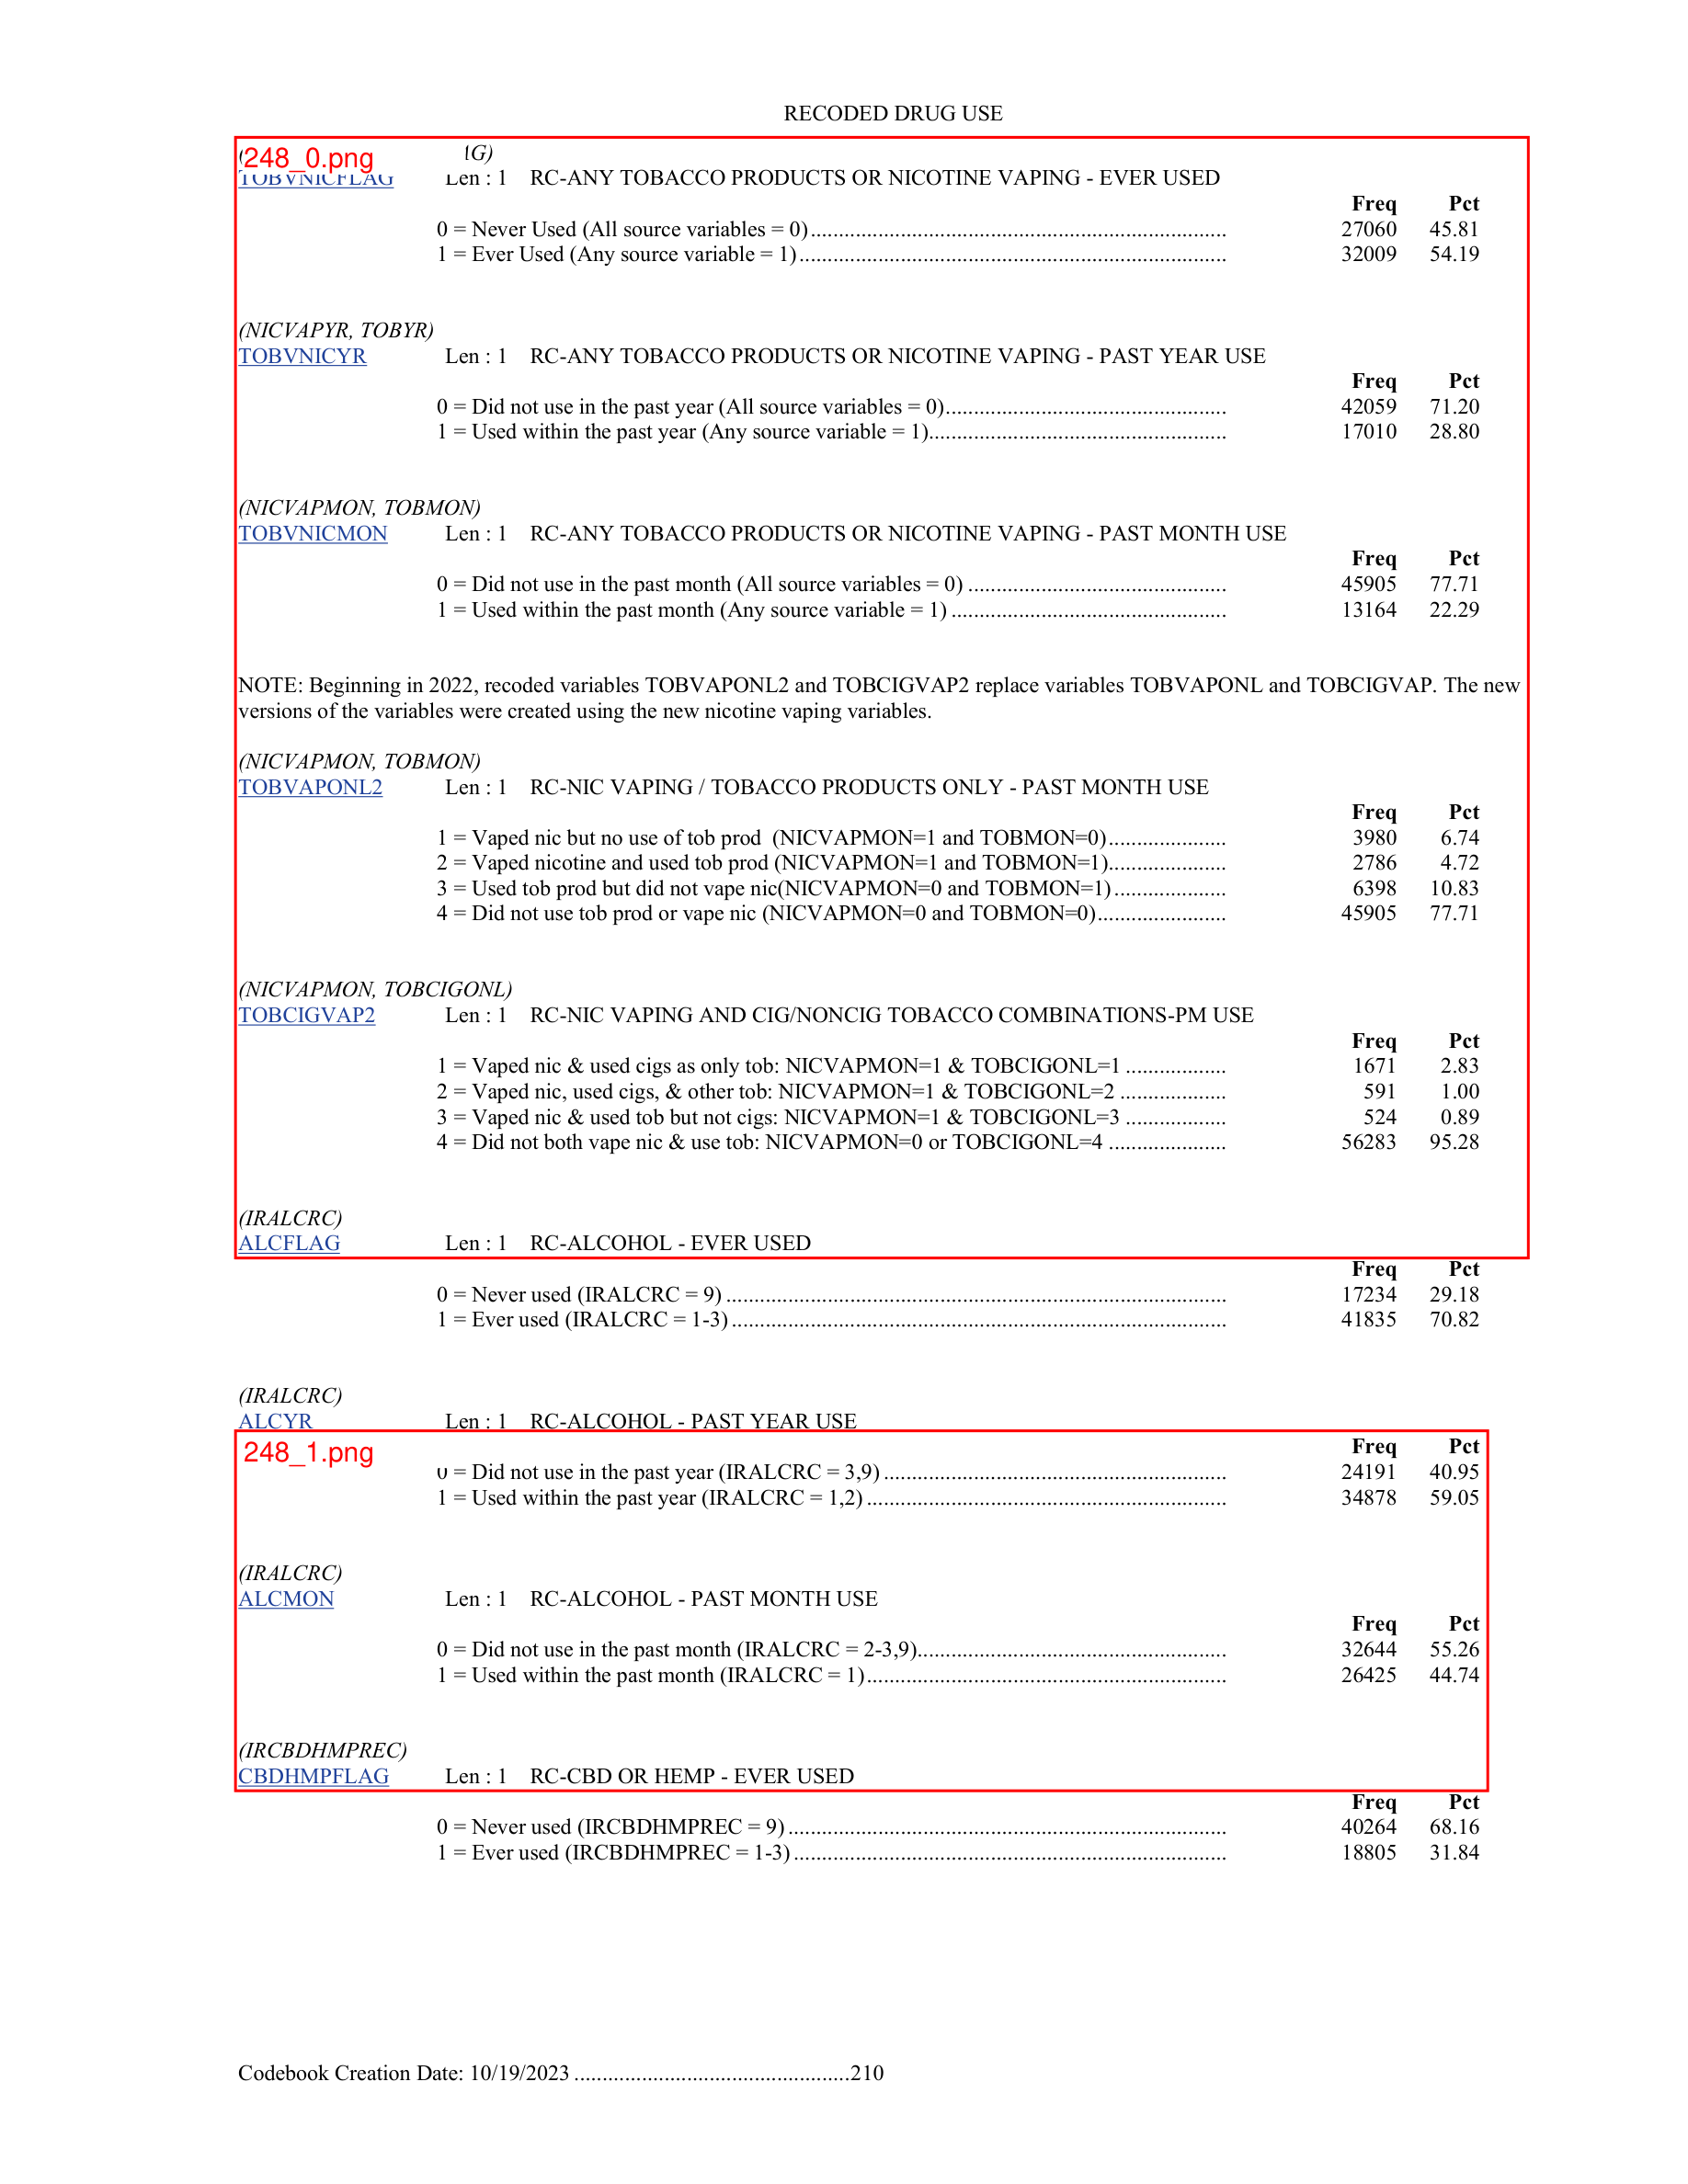 RECODED DRUG USE
248_0.png G)
TOBVNICFLAG Len : 1 RC-ANY TOBACCO PRODUCTS OR NICOTINE VAPING - EVER USED
Freq Pct
0 = Never Used (All source variables = 0)........................................................................... 27060 45.81
1 = Ever Used (Any source variable = 1)............................................................................. 32009 54.19
(NICVAPYR, TOBYR)
TOBVNICYR Len : 1 RC-ANY TOBACCO PRODUCTS OR NICOTINE VAPING - PAST YEAR USE
Freq Pct
0 = Did not use in the past year (All source variables = 0).................................................. 42059 71.20
1 = Used within the past year (Any source variable = 1)..................................................... 17010 28.80
(NICVAPMON, TOBMON)
TOBVNICMON Len : 1 RC-ANY TOBACCO PRODUCTS OR NICOTINE VAPING - PAST MONTH USE
Freq Pct
0 = Did not use in the past month (All source variables = 0) .............................................. 45905 77.71
1 = Used within the past month (Any source variable = 1) ................................................. 13164 22.29
NOTE: Beginning in 2022, recoded variables TOBVAPONL2 and TOBCIGVAP2 replace variables TOBVAPONL and TOBCIGVAP. The new
versions of the variables were created using the new nicotine vaping variables.
(NICVAPMON, TOBMON)
TOBVAPONL2 Len : 1 RC-NIC VAPING / TOBACCO PRODUCTS ONLY - PAST MONTH USE
Freq Pct
1 = Vaped nic but no use of tob prod (NICVAPMON=1 and TOBMON=0)..................... 3980 6.74
2 = Vaped nicotine and used tob prod (NICVAPMON=1 and TOBMON=1)..................... 2786 4.72
3 = Used tob prod but did not vape nic(NICVAPMON=0 and TOBMON=1).................... 6398 10.83
4 = Did not use tob prod or vape nic (NICVAPMON=0 and TOBMON=0)....................... 45905 77.71
(NICVAPMON, TOBCIGONL)
TOBCIGVAP2 Len : 1 RC-NIC VAPING AND CIG/NONCIG TOBACCO COMBINATIONS-PM USE
Freq Pct
1 = Vaped nic & used cigs as only tob: NICVAPMON=1 & TOBCIGONL=1 .................. 1671 2.83
2 = Vaped nic, used cigs, & other tob: NICVAPMON=1 & TOBCIGONL=2 ................... 591 1.00
3 = Vaped nic & used tob but not cigs: NICVAPMON=1 & TOBCIGONL=3 .................. 524 0.89
4 = Did not both vape nic & use tob: NICVAPMON=0 or TOBCIGONL=4 ..................... 56283 95.28
(IRALCRC)
ALCFLAG Len : 1 RC-ALCOHOL - EVER USED
Freq Pct
0 = Never used (IRALCRC = 9) ......................................................................................... 17234 29.18
1 = Ever used (IRALCRC = 1-3)........................................................................................ 41835 70.82
(IRALCRC)
ALCYR Len : 1 RC-ALCOHOL - PAST YEAR USE
248_1.png Freq Pct
0 = Did not use in the past year (IRALCRC = 3,9) ............................................................. 24191 40.95
1 = Used within the past year (IRALCRC = 1,2) ................................................................ 34878 59.05
(IRALCRC)
ALCMON Len : 1 RC-ALCOHOL - PAST MONTH USE
Freq Pct
0 = Did not use in the past month (IRALCRC = 2-3,9)....................................................... 32644 55.26
1 = Used within the past month (IRALCRC = 1)................................................................ 26425 44.74
(IRCBDHMPREC)
CBDHMPFLAG Len : 1 RC-CBD OR HEMP - EVER USED
Freq Pct
0 = Never used (IRCBDHMPREC = 9) .............................................................................. 40264 68.16
1 = Ever used (IRCBDHMPREC = 1-3)............................................................................. 18805 31.84
Codebook Creation Date: 10/19/2023 .................................................210